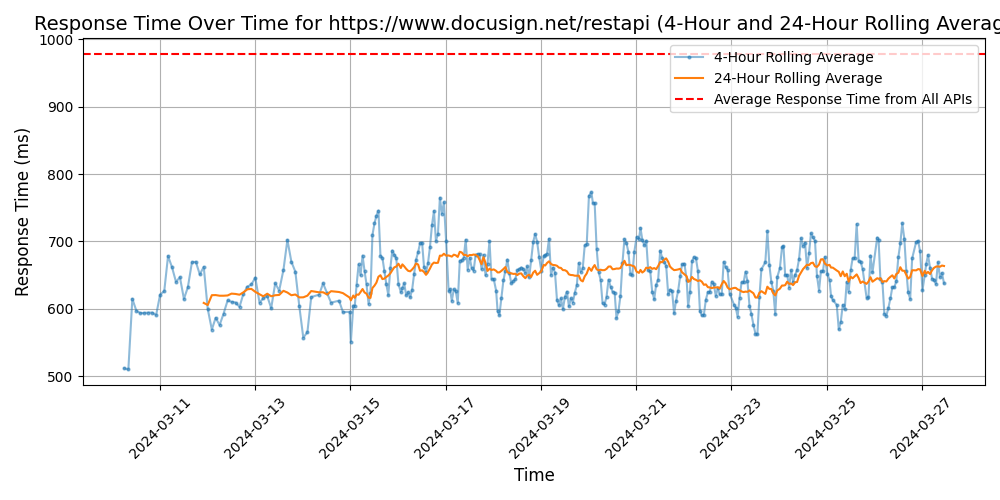 Response Time Over Time for https://www.docusign.net/restapi (4-Hour and 24-Hour Rolling Averag
1000
900
800
700
600
500
Response Time (ms)
4-Hour Rolling Average
24-Hour Rolling Average
Average Response Time from All APIs
2024-03-11
2024-03-13
2024-03-15
2024-03-17
2024-03-19
2024-03-21
2024-03-23
2024-03-25
2024-03-27
Time